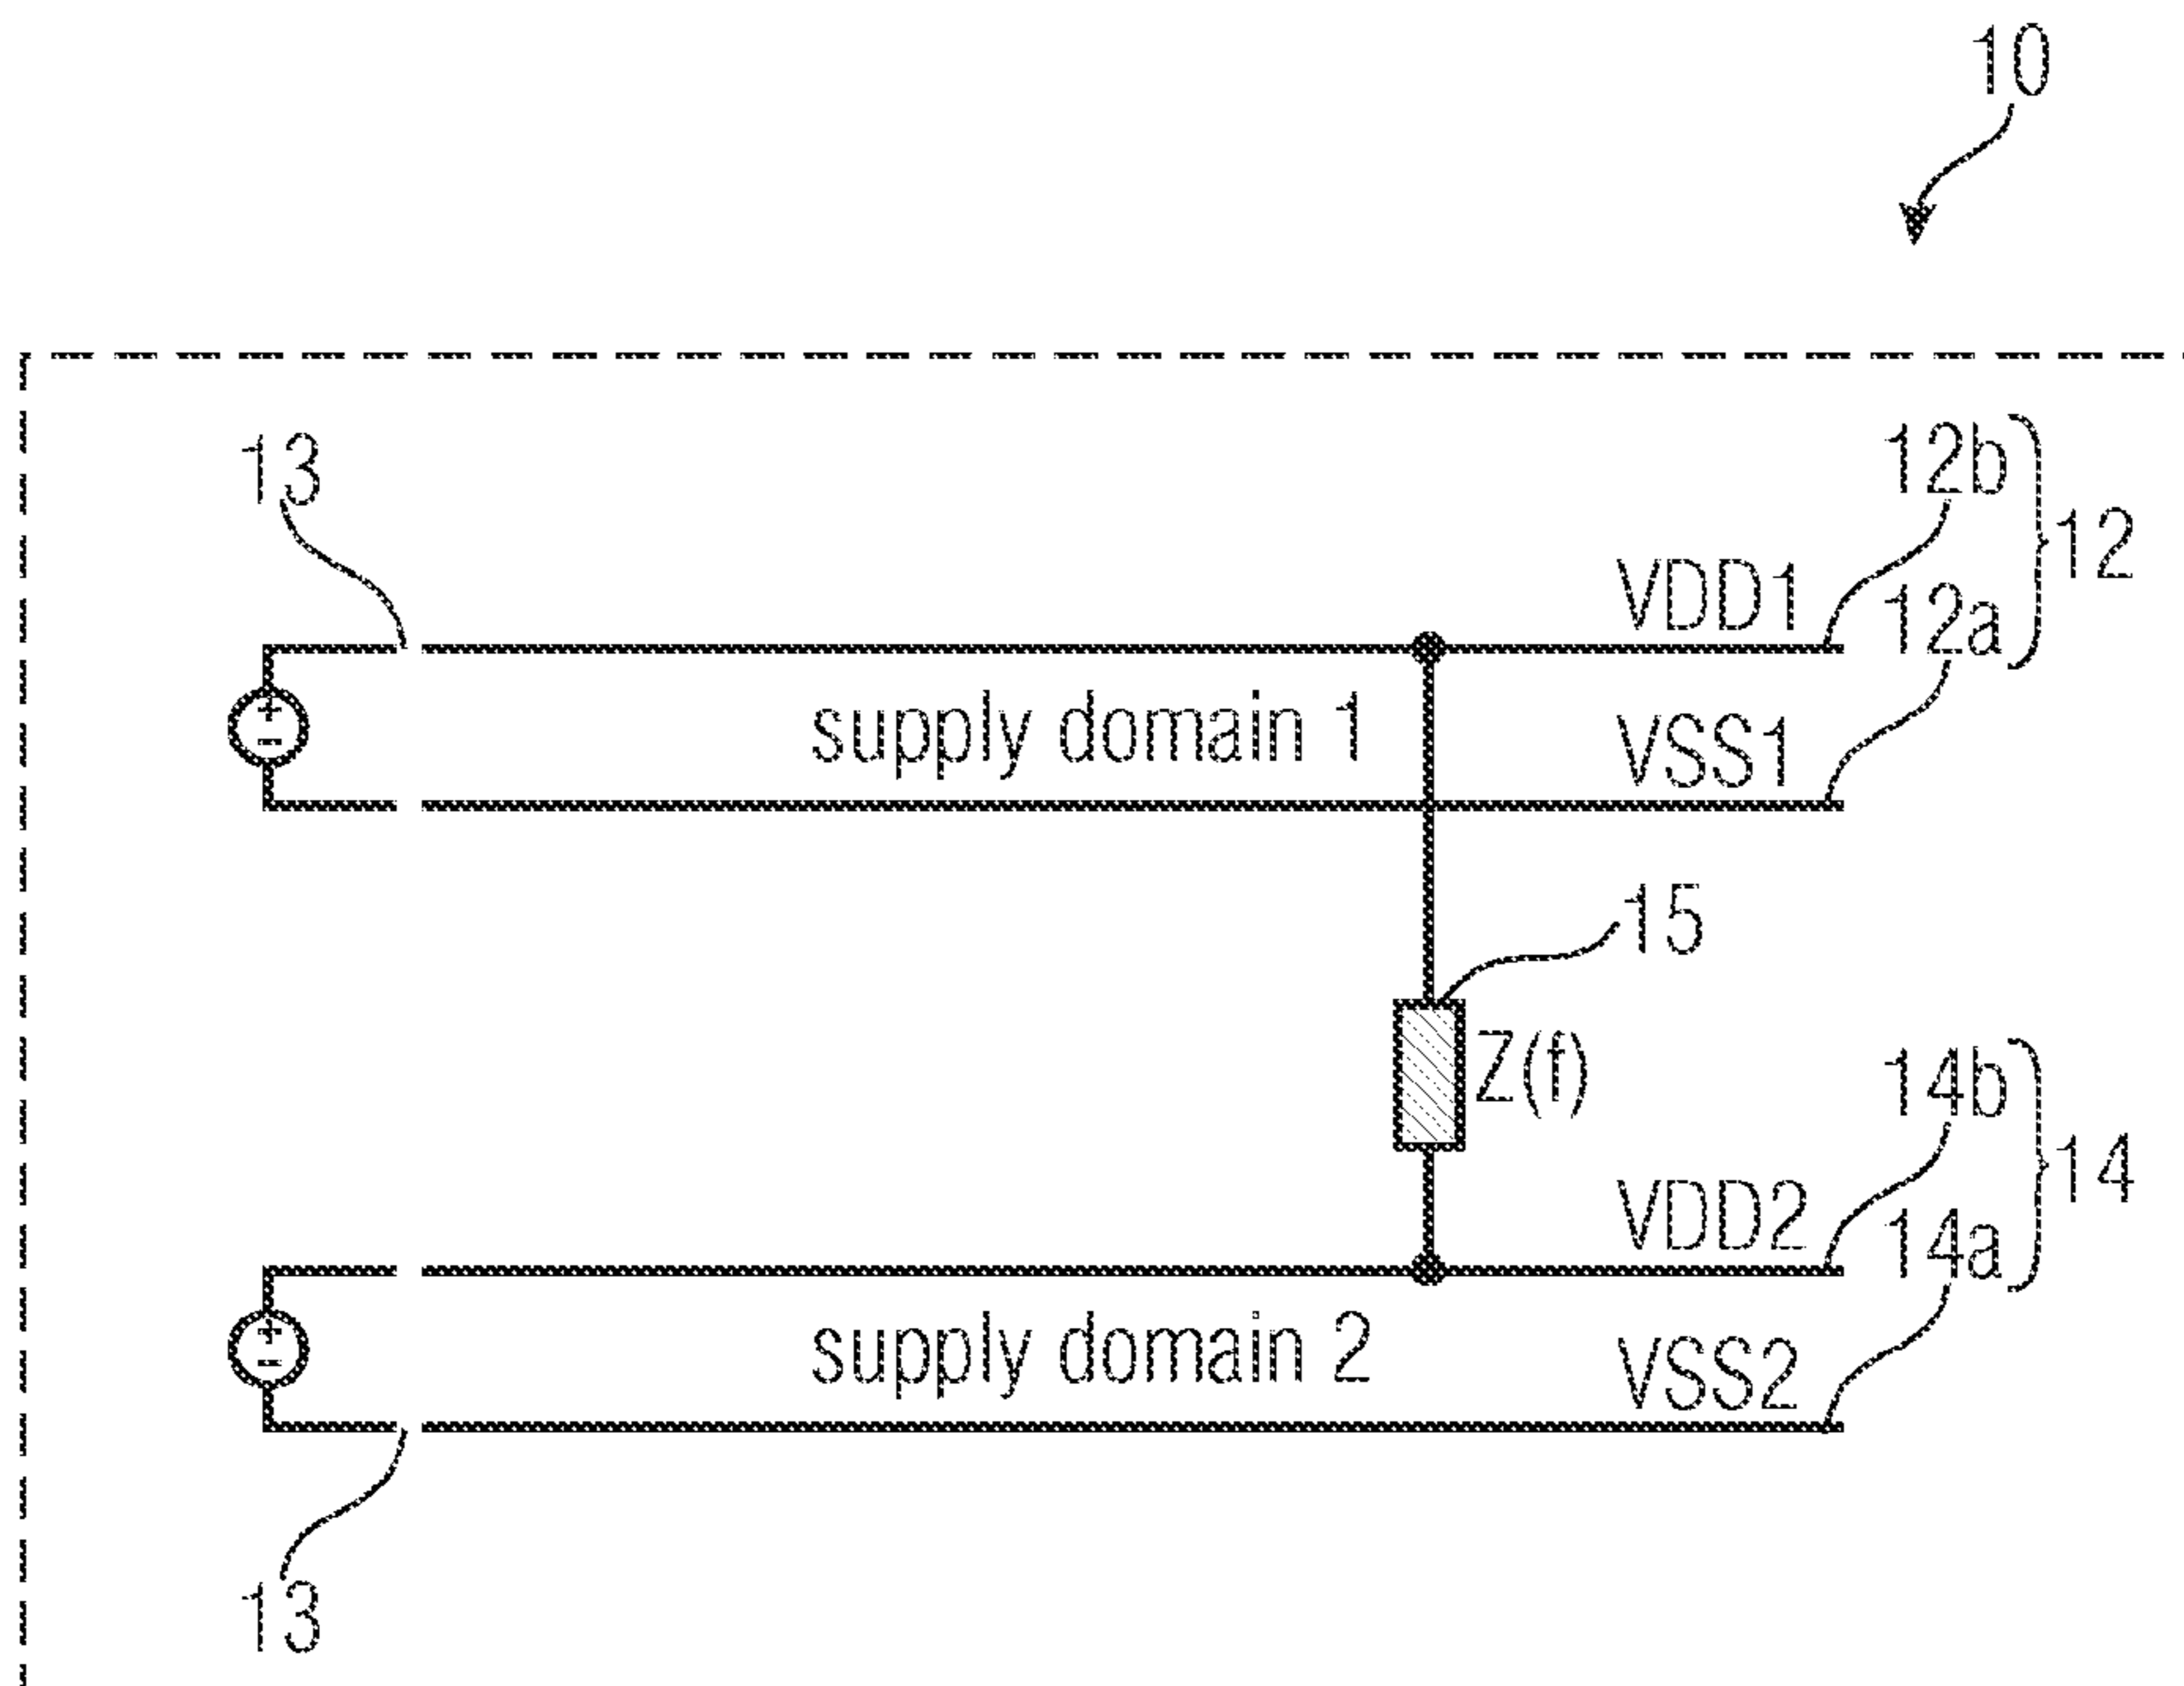 10
13
12b
12
VDD1
12a
supply domain 1
VSS1
15
Z(f)
14b
14
VDD2
14a
supply domain 2
VSS2
13